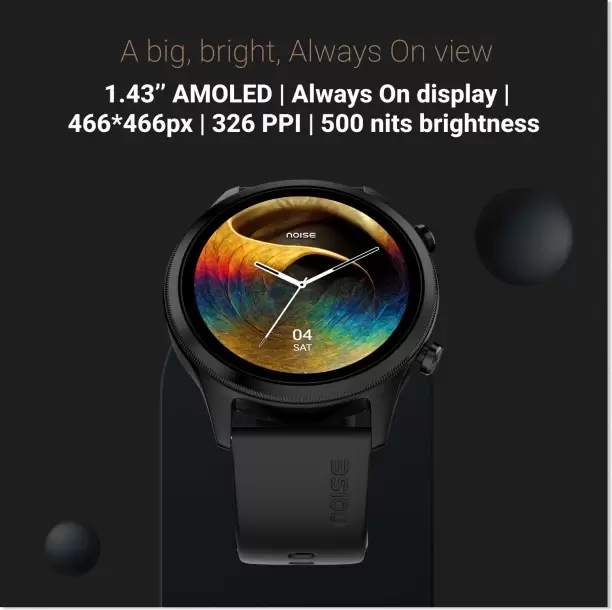 A big, bright, Always On view
1.43’’ AMOLED | Always On display |
466*466px | 326 PPI | 500 nits brightness
noise
04
SAT
noise